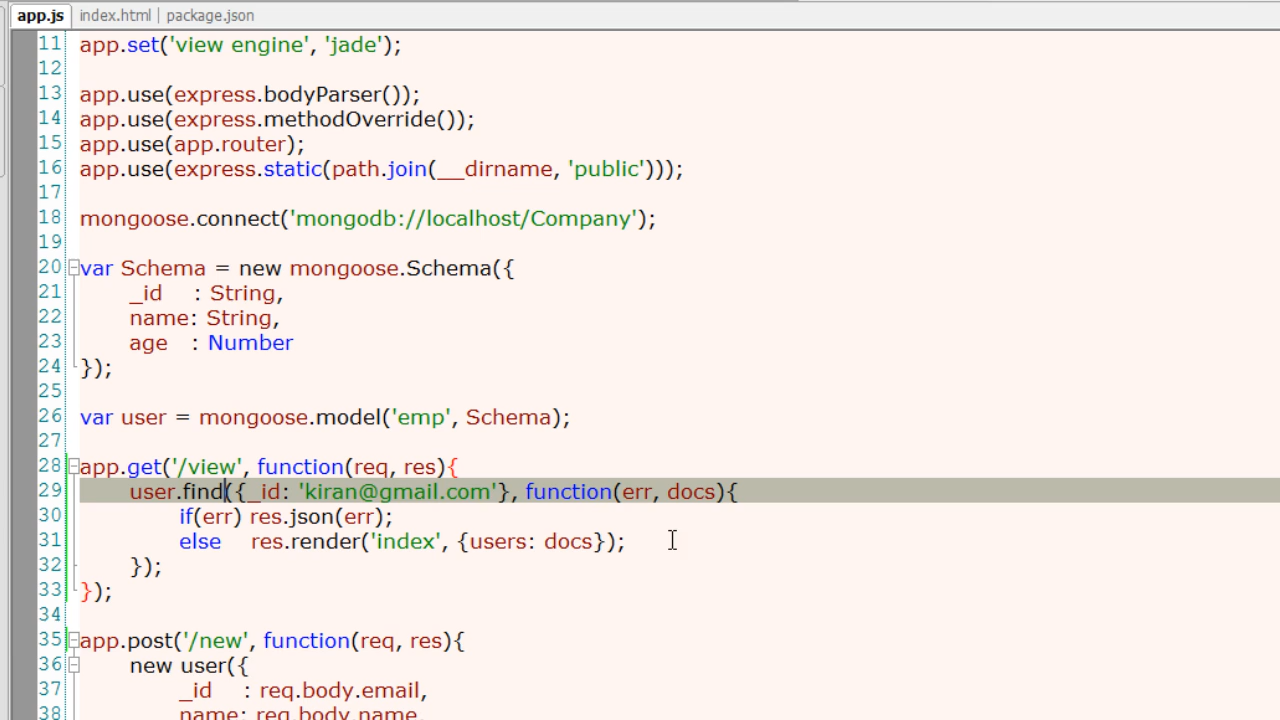 app.js index.html package.json
11 app.set('view engine', 'jade');
12
13 app.use(express.bodyParser());
14 app.use(express.methodOverride());
15 app.use(app.router);
16 app.use(express.static(path.join(__dirname, 'public')));
17
18 mongoose.connect('mongodb://localhost/Company');
19
20 var Schema = new mongoose.Schema({
21 _id : String,
22 name: String,
23 age : Number
24 });
25
26 var user = mongoose.model('emp', Schema);
27
28 app.get('/view', function(req, res){
29 user.find({_id: 'kiran@gmail.com'}, function(err, docs){
30 if(err) res.json(err);
31 else res.render('index', {users: docs});
32 });
33 });
34
35 app.post('/new', function(req, res){
36 new user({
37 _id : req.body.email,
38 name: req.body.name,